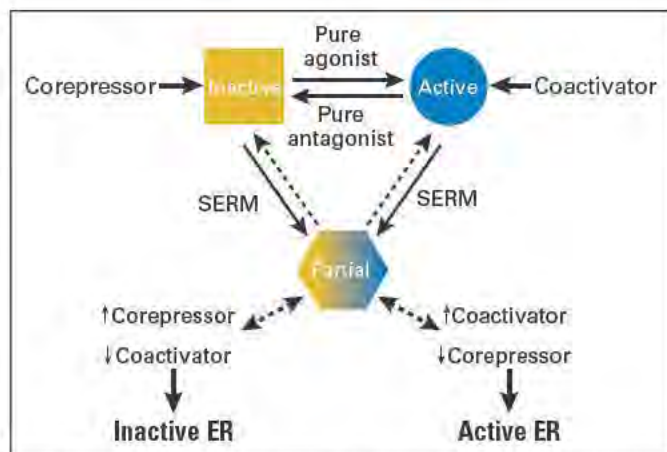 Pure
agonist
Corepressor
Inactive
Active
Coactivator
Pure
antagonist
SERM
SERM
Partial
↑Corepressor
↑Coactivator
↓Coactivator
↓Corepressor
Inactive ER
Active ER